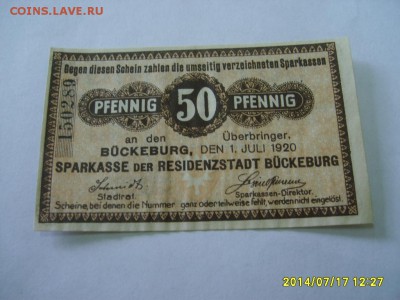 COINS.LAVE.RU
Gegen diesen Schein zahlen die umseitig verzeichneten Sparkassen
PFENNIG 50 PFENNIG
150289
an den Überbringer.
BÜCKEBURG, DEN 1. JULI 1920
SPARKASSE DER RESIDENZSTADT BÜCKEBURG
Stadtrat. Sparkassen-Direktor.
Scheine, bei denen die Nummer ganz oder teilweise fehlt, werden nicht eingelöst.
2014/07/17 12:27